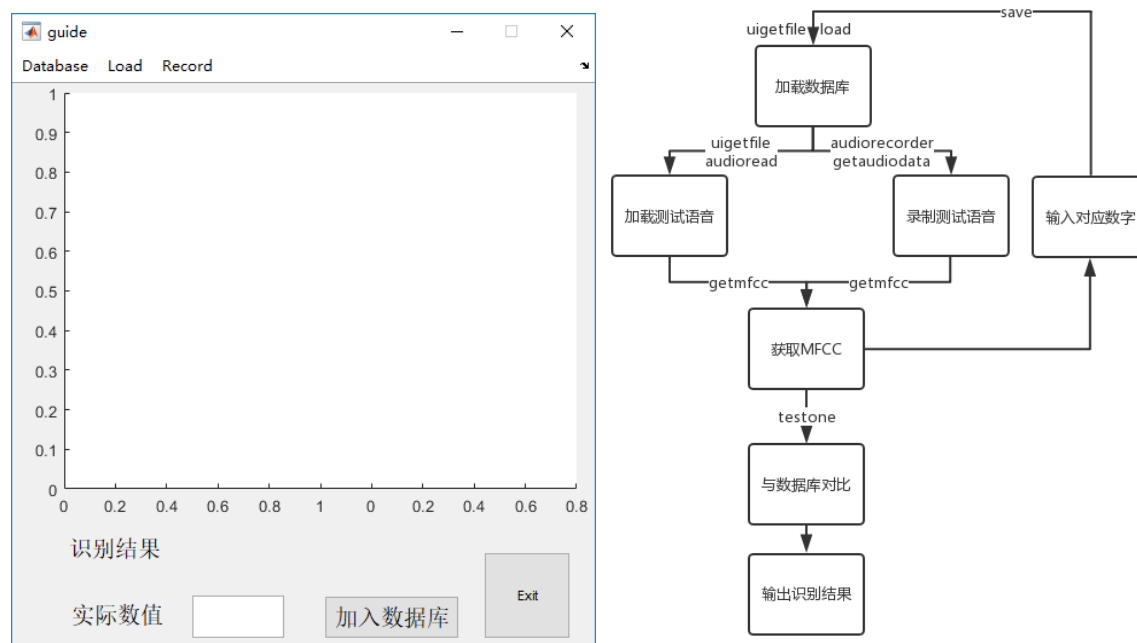 guide
Database Load Record
1
0.9
0.8
0.7
0.6
0.5
0.4
0.3
0.2
0.1
0
0 0.2 0.4 0.6 0.8 1 0 0.2 0.4 0.6 0.8
识别结果
实际数值
加入数据库
Exit
save
uigetfile load
加载数据库
uigetfile
audioread
audiorecorder
getaudiodata
加载测试语音
录制测试语音
输入对应数字
getmfcc
getmfcc
获取MFCC
testone
与数据库对比
输出识别结果